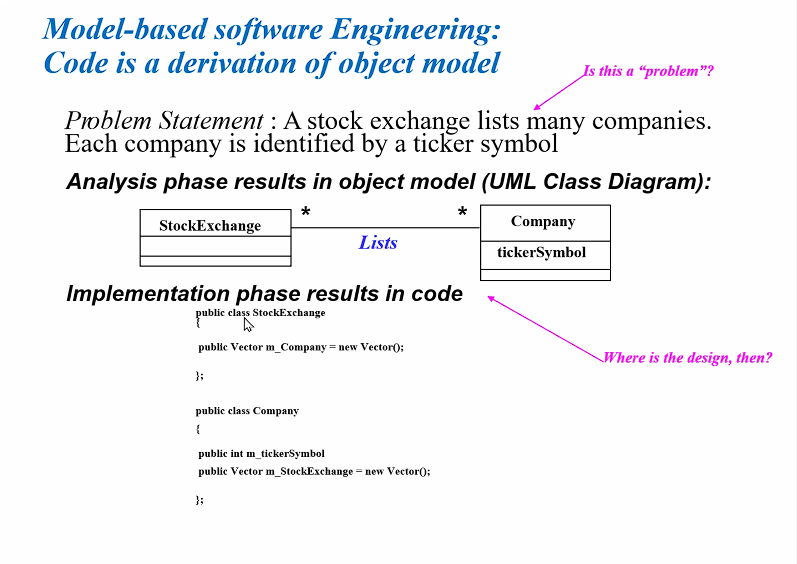 Model-based software Engineering:
Code is a derivation of object model
Is this a “problem”?
Problem Statement : A stock exchange lists many companies.
Each company is identified by a ticker symbol
Analysis phase results in object model (UML Class Diagram):
StockExchange
*
*
Lists
Company
tickerSymbol
Implementation phase results in code
public class StockExchange
{
public Vector m_Company = new Vector();
};
Where is the design, then?
public class Company
{
public int m_tickerSymbol
public Vector m_StockExchange = new Vector();
};